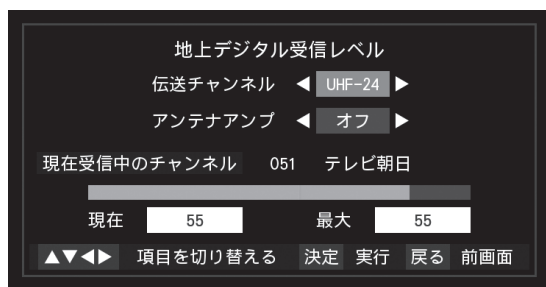 地上デジタル受信レベル
伝送チャンネル ◀ UHF-24 ▶
アンテナアンプ ◀ オフ ▶
現在受信中のチャンネル 051 テレビ朝日
現在 55 最大 55
▲▼◀▶ 項目を切り替える 決定 実行 戻る 前画面